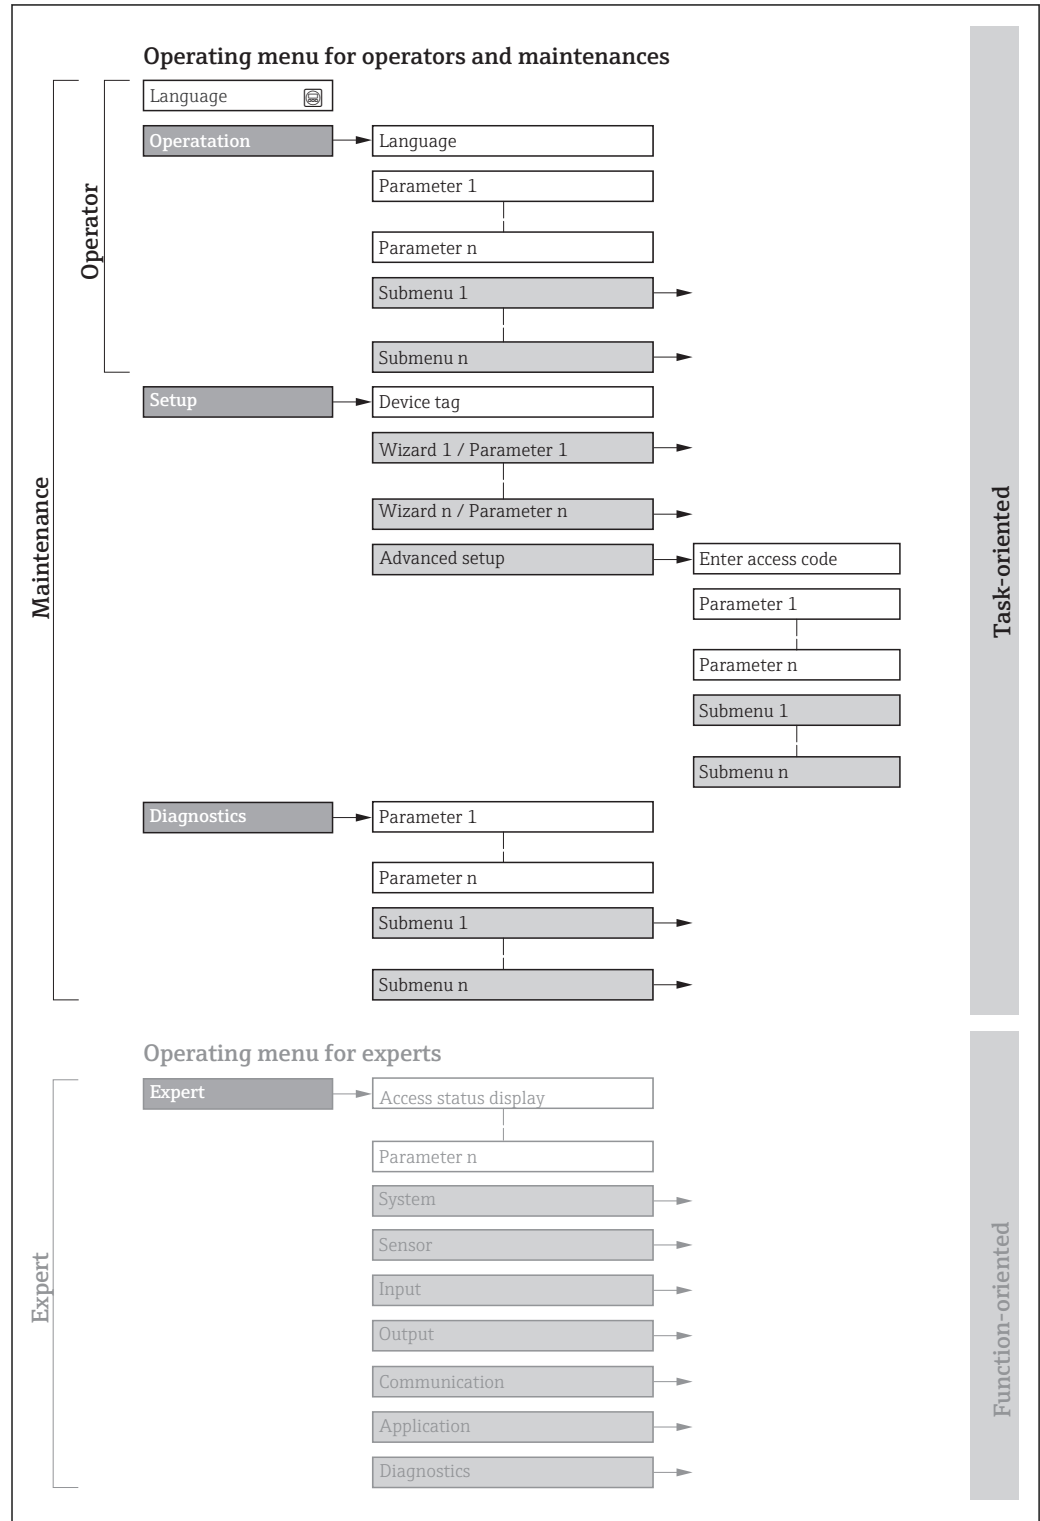 Operating menu for operators and maintenances
Language
Operatation
Language
Parameter 1
Parameter n
Submenu 1
Submenu n
Operator
Setup
Device tag
Wizard 1 / Parameter 1
Wizard n / Parameter n
Advanced setup
Enter access code
Parameter 1
Parameter n
Submenu 1
Submenu n
Maintenance
Task-oriented
Diagnostics
Parameter 1
Parameter n
Submenu 1
Submenu n
Operating menu for experts
Expert
Access status display
Parameter n
System
Sensor
Input
Output
Communication
Application
Diagnostics
Expert
Function-oriented